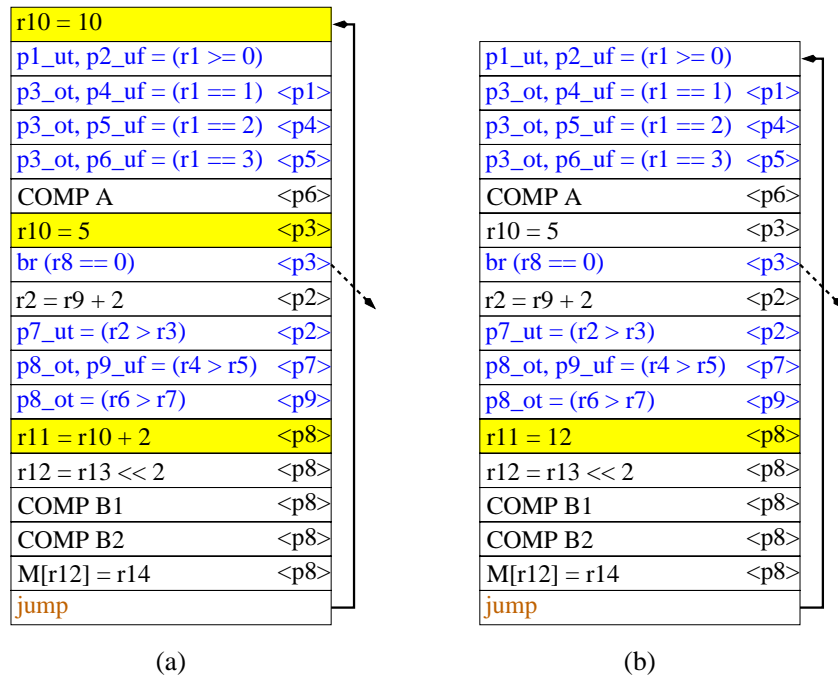 r10 = 10
p1_ut, p2_uf = (r1 >= 0)
p3_ot, p4_uf = (r1 == 1) <p1>
p3_ot, p5_uf = (r1 == 2) <p4>
p3_ot, p6_uf = (r1 == 3) <p5>
COMP A <p6>
r10 = 5 <p3>
br (r8 == 0) <p3>
r2 = r9 + 2 <p2>
p7_ut = (r2 > r3) <p2>
p8_ot, p9_uf = (r4 > r5) <p7>
p8_ot = (r6 > r7) <p9>
r11 = r10 + 2 <p8>
r12 = r13 << 2 <p8>
COMP B1 <p8>
COMP B2 <p8>
M[r12] = r14 <p8>
jump
(a)
p1_ut, p2_uf = (r1 >= 0)
p3_ot, p4_uf = (r1 == 1) <p1>
p3_ot, p5_uf = (r1 == 2) <p4>
p3_ot, p6_uf = (r1 == 3) <p5>
COMP A <p6>
r10 = 5 <p3>
br (r8 == 0) <p3>
r2 = r9 + 2 <p2>
p7_ut = (r2 > r3) <p2>
p8_ot, p9_uf = (r4 > r5) <p7>
p8_ot = (r6 > r7) <p9>
r11 = 12 <p8>
r12 = r13 << 2 <p8>
COMP B1 <p8>
COMP B2 <p8>
M[r12] = r14 <p8>
jump
(b)